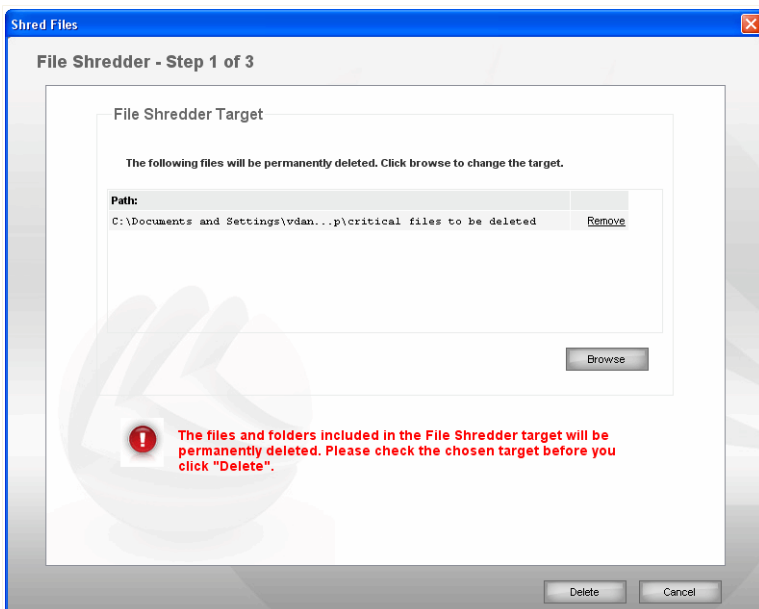 Shred Files
File Shredder - Step 1 of 3
File Shredder Target
The following files will be permanently deleted. Click browse to change the target.
Path:
C:\Documents and Settings\vdan...p\critical files to be deleted Remove
Browse
The files and folders included in the File Shredder target will be
permanently deleted. Please check the chosen target before you
click "Delete".
Delete Cancel